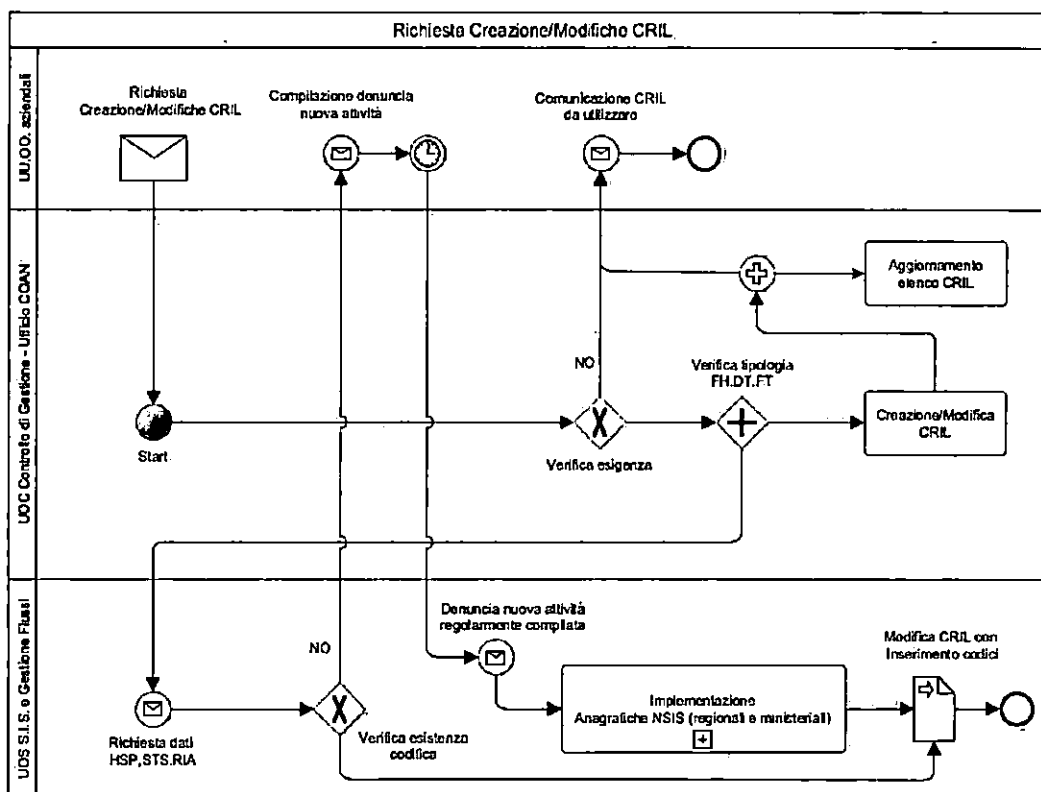 Richiesta Creazione/Modifiche CRIL
UU.OO. aziendali
Richiesta
Creazione/Modifiche CRIL
Compilazione denuncia
nuova attività
Comunicazione CRIL
da utilizzare
UOC Controllo di Gestione - Ufficio COAN
Aggiornamento
elenco CRIL
NO
Verifica tipologia
FH.DT.FT
Creazione/Modifica
CRIL
Start
Verifica esigenza
UOS S.I.S. e Gestione Flussi
Denuncia nuova attività
regolarmente compilata
Modifica CRIL con
Inserimento codici
NO
Implementazione
Anagrafiche NSIS (regionali e ministeriali)
Richiesta dati
HSP,STS.RIA
Verifica esistenza
codifica